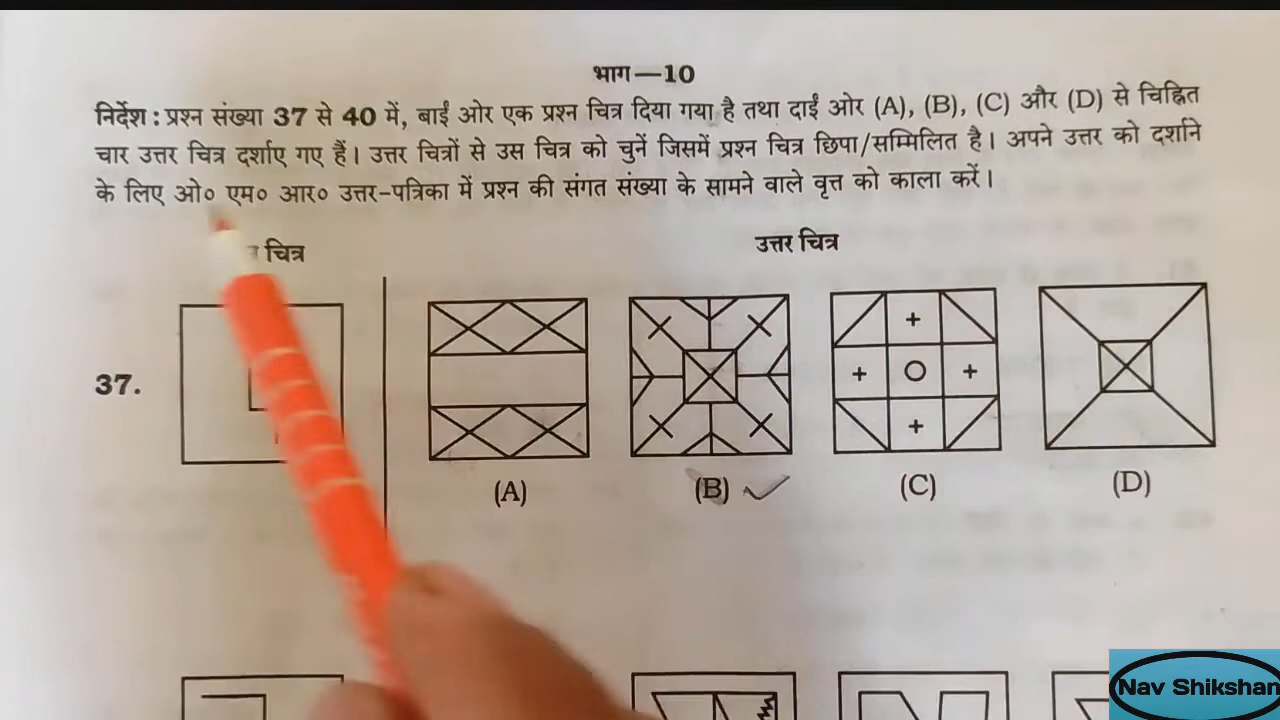 भाग—10
निर्देश : प्रश्न संख्या 37 से 40 में, बाईं ओर एक प्रश्न चित्र दिया गया है तथा दाईं ओर (A), (B), (C) और (D) से चिह्नित
चार उत्तर चित्र दर्शाए गए हैं। उत्तर चित्रों से उस चित्र को चुनें जिसमें प्रश्न चित्र छिपा/सम्मिलित है। अपने उत्तर को दर्शाने
के लिए ओ० एम० आर० उत्तर-पत्रिका में प्रश्न की संगत संख्या के सामने वाले वृत्त को काला करें।
चित्र उत्तर चित्र
37.
(A) (B) (C) (D)
Nav Shikshan